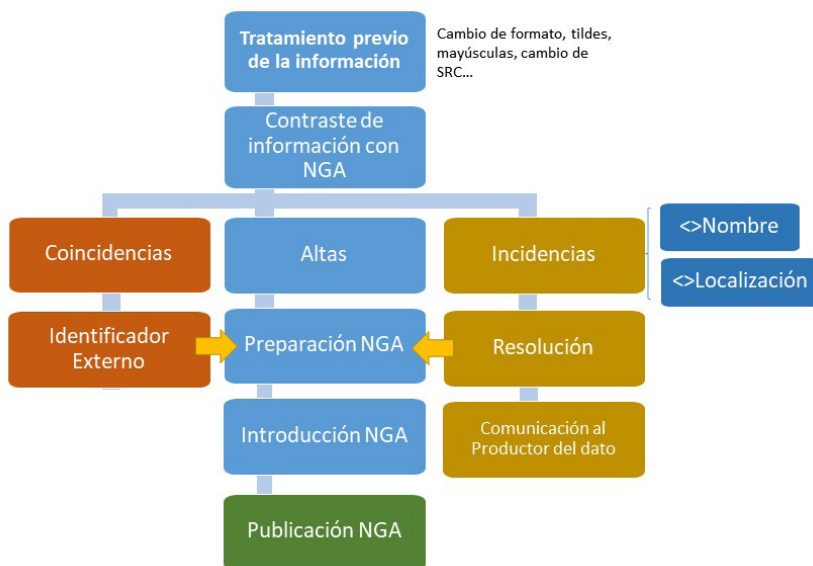 Tratamiento previo
de la información
Cambio de formato, tildes,
mayúsculas, cambio de
SRC...
Contraste de
información con
NGA
Coincidencias
Altas
Incidencias
<>Nombre
<>Localización
Identificador
Externo
Preparación NGA
Resolución
Introducción NGA
Comunicación al
Productor del dato
Publicación NGA